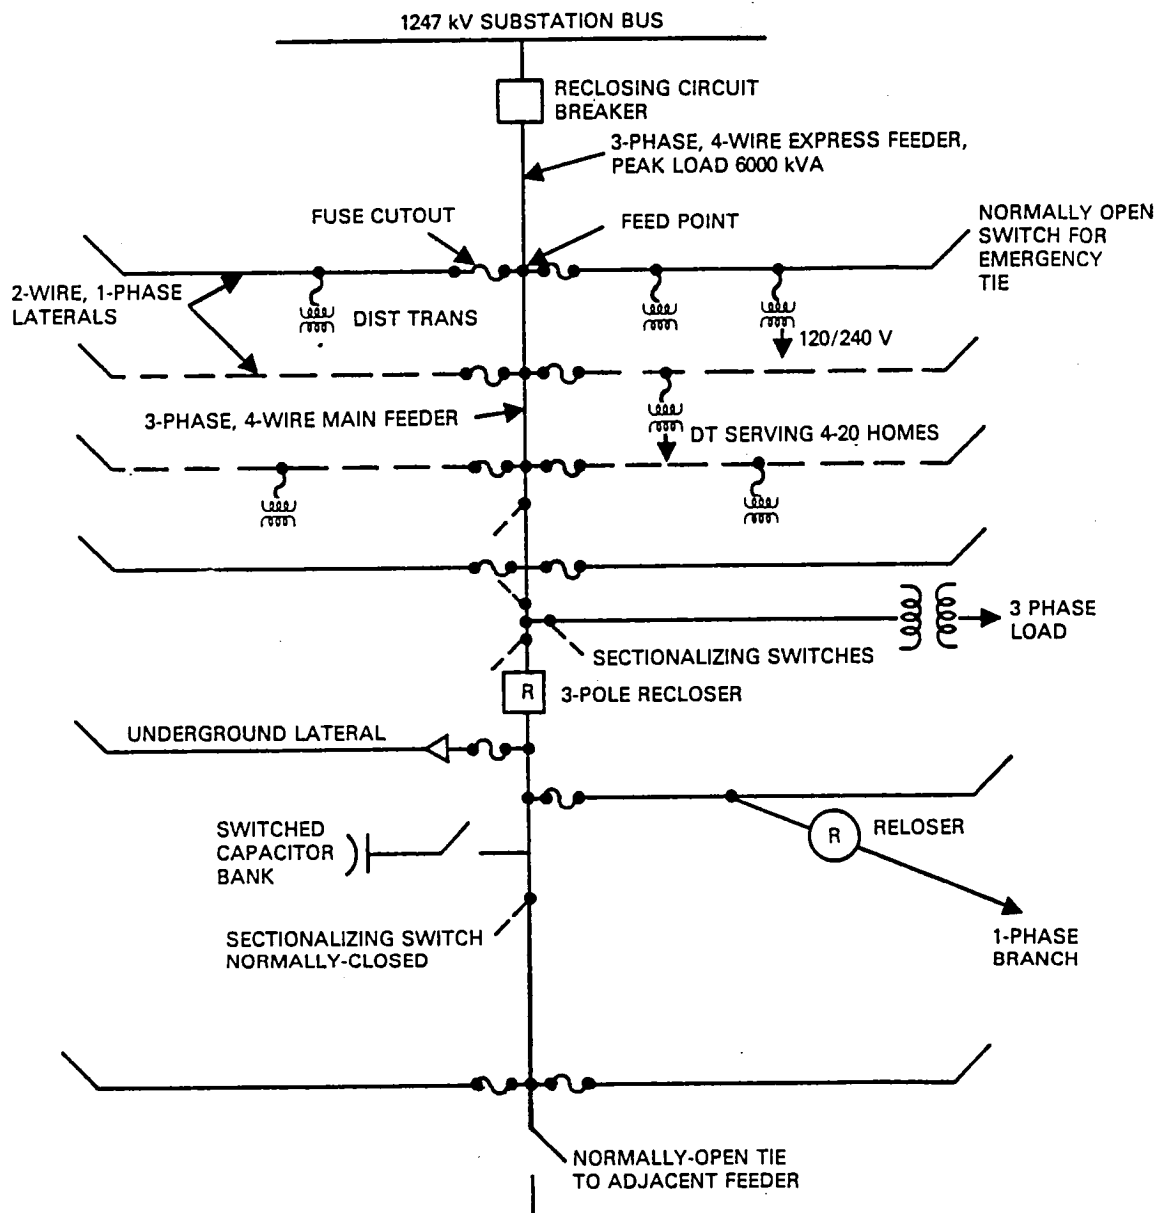 1247 kV SUBSTATION BUS
RECLOSING CIRCUIT
BREAKER
3-PHASE, 4-WIRE EXPRESS FEEDER,
PEAK LOAD 6000 kVA
FUSE CUTOUT
FEED POINT
NORMALLY OPEN
SWITCH FOR
EMERGENCY
TIE
2-WIRE, 1-PHASE
LATERALS
DIST TRANS
120/240 V
3-PHASE, 4-WIRE MAIN FEEDER
DT SERVING 4-20 HOMES
3 PHASE
LOAD
SECTIONALIZING SWITCHES
R
3-POLE RECLOSER
UNDERGROUND LATERAL
SWITCHED
CAPACITOR
BANK
R
RELOSER
SECTIONALIZING SWITCH
NORMALLY-CLOSED
1-PHASE
BRANCH
NORMALLY-OPEN TIE
TO ADJACENT FEEDER